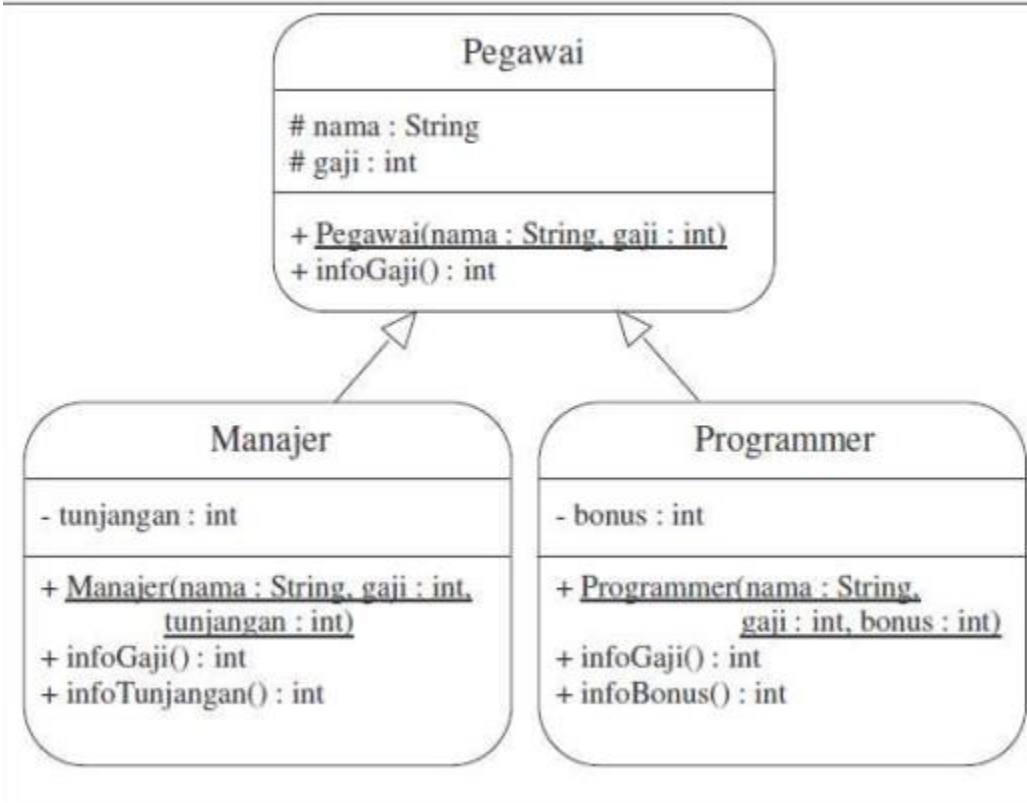 Pegawai
# nama : String
# gaji : int
+ Pegawai(nama : String, gaji : int)
+ infoGaji() : int
Manajer
- tunjangan : int
+ Manajer(nama : String, gaji : int,
tunjangan : int)
+ infoGaji() : int
+ infoTunjangan() : int
Programmer
- bonus : int
+ Programmer(nama : String,
gaji : int, bonus : int)
+ infoGaji() : int
+ infoBonus() : int